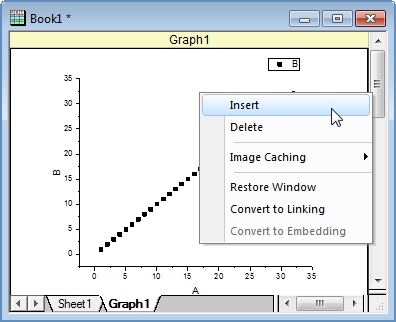 Book1 *
Graph1
B
35
30
25
20
15
10
5
0
B
0
5
10
15
20
25
30
35
A
Insert
Delete
Image Caching
Restore Window
Convert to Linking
Convert to Embedding
Sheet1
Graph1